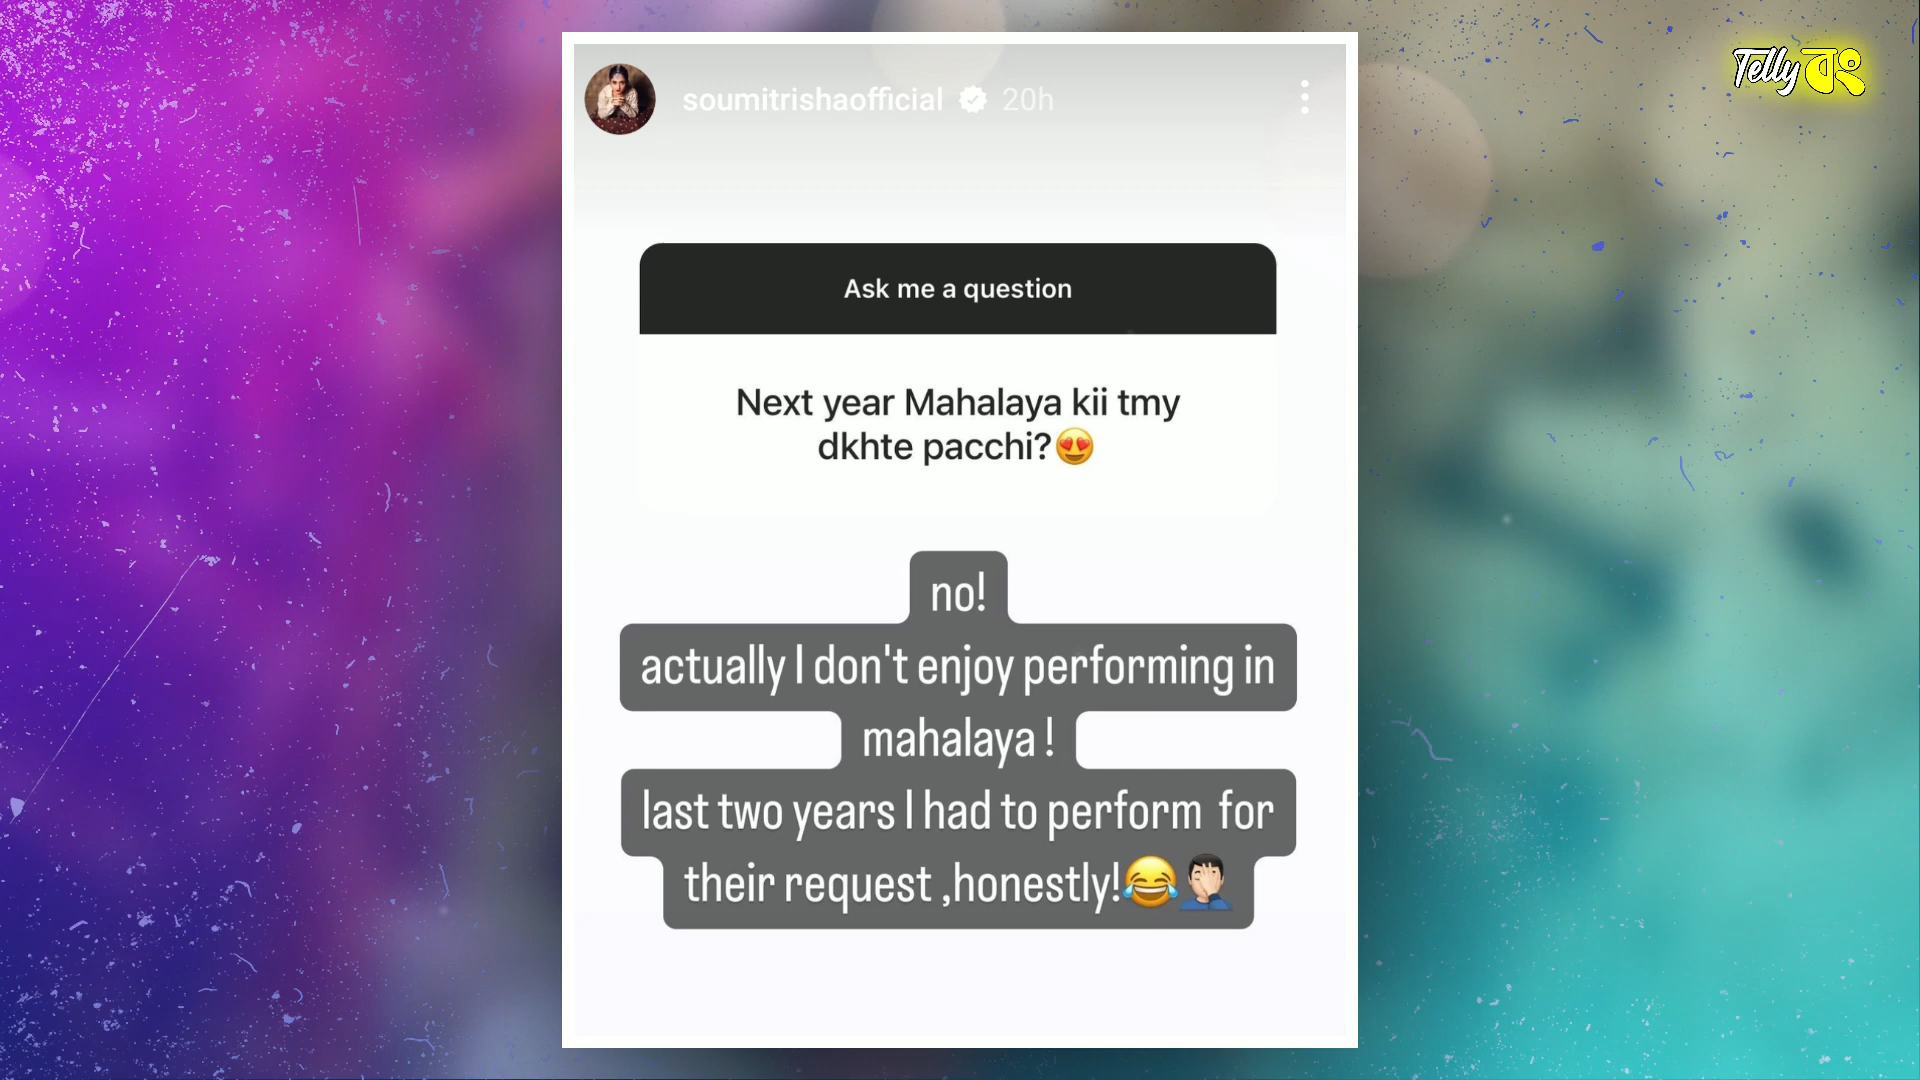 Telly বং
soumitrishaofficial 20h
Ask me a question
Next year Mahalaya kii tmy
dkhte pacchi?😍
no!
actually I don't enjoy performing in
mahalaya !
last two years I had to perform  for
their request ,honestly!😂🤦🏻‍♂️